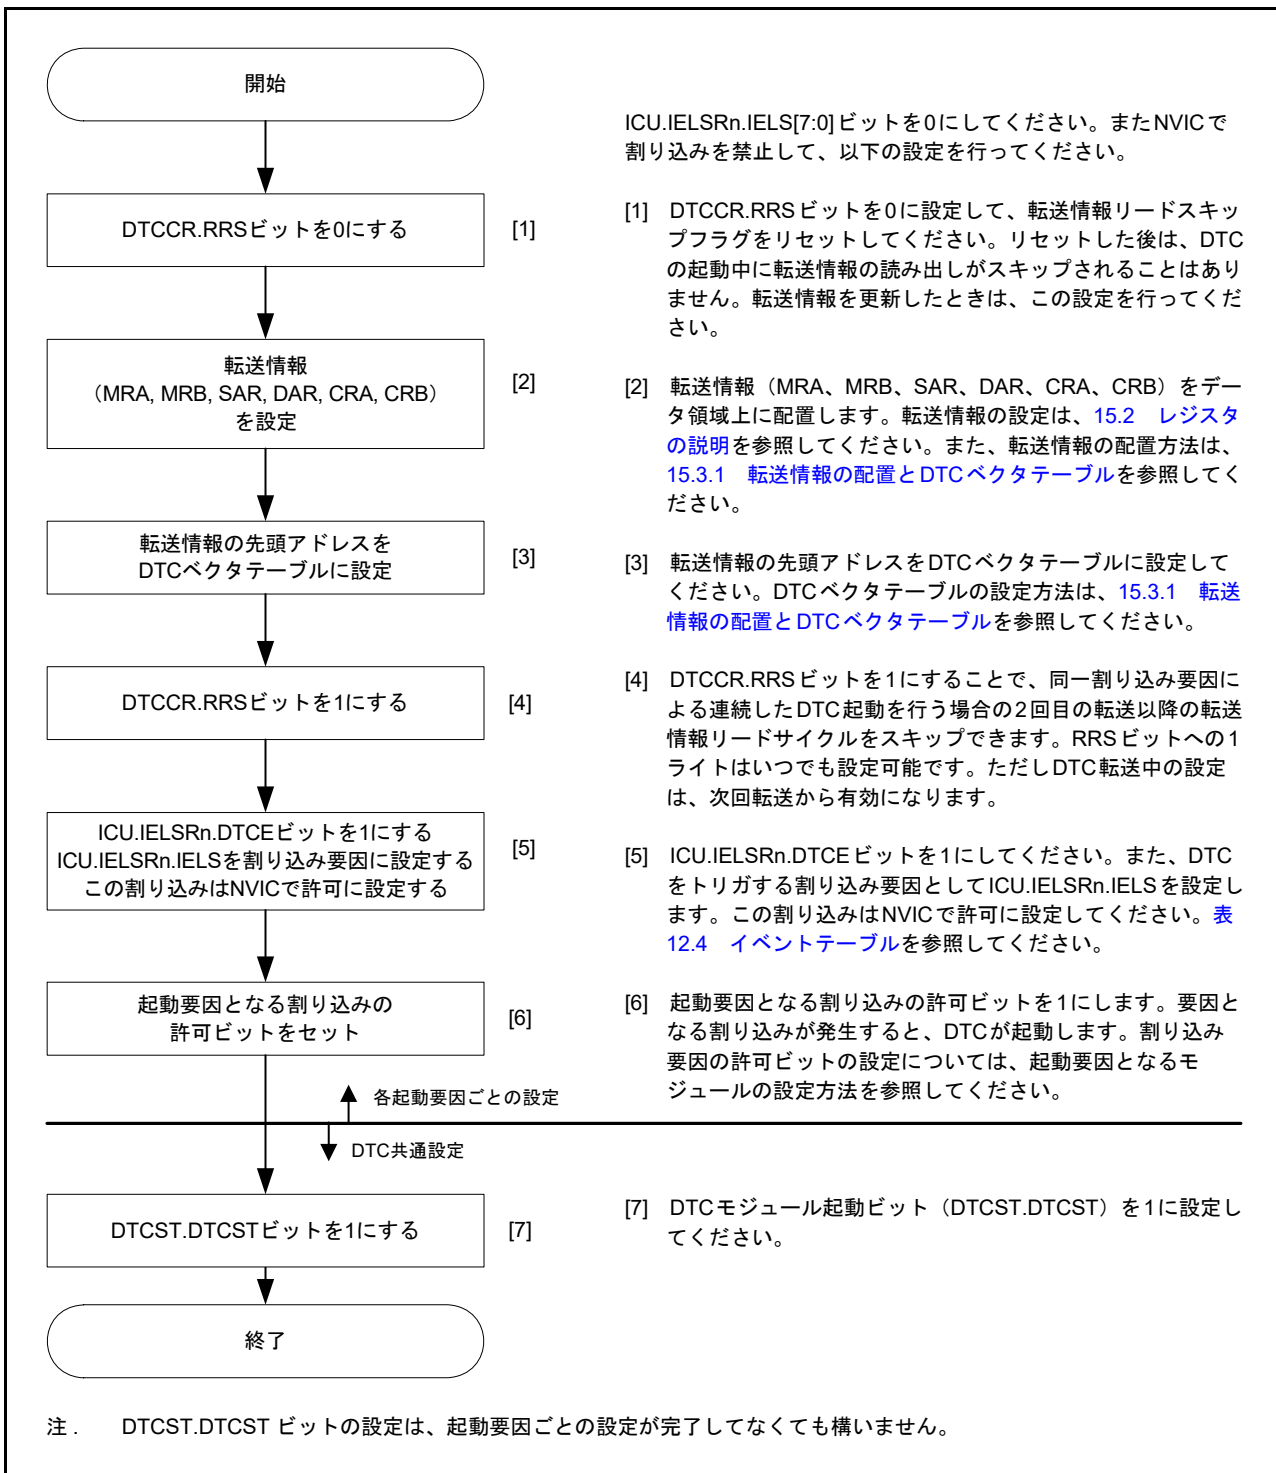 開始
DTCCR.RRSビットを0にする
[1]
転送情報
（MRA, MRB, SAR, DAR, CRA, CRB）
を設定
[2]
転送情報の先頭アドレスを
DTCベクタテーブルに設定
[3]
DTCCR.RRSビットを1にする
[4]
ICU.IELSRn.DTCEビットを1にする
ICU.IELSRn.IELSを割り込み要因に設定する
この割り込みはNVICで許可に設定する
[5]
起動要因となる割り込みの
許可ビットをセット
[6]
各起動要因ごとの設定
DTC共通設定
DTCST.DTCSTビットを1にする
[7]
終了
ICU.IELSRn.IELS[7:0]ビットを0にしてください。またNVICで
割り込みを禁止して、以下の設定を行ってください。
[1] DTCCR.RRSビットを0に設定して、転送情報リードスキッ
プフラグをリセットしてください。リセットした後は、DTC
の起動中に転送情報の読み出しがスキップされることはあり
ません。転送情報を更新したときは、この設定を行ってくだ
さい。
[2] 転送情報（MRA、MRB、SAR、DAR、CRA、CRB）をデー
タ領域上に配置します。転送情報の設定は、15.2 レジスタ
の説明を参照してください。また、転送情報の配置方法は、
15.3.1 転送情報の配置とDTCベクタテーブルを参照してく
ださい。
[3] 転送情報の先頭アドレスをDTCベクタテーブルに設定して
ください。DTCベクタテーブルの設定方法は、15.3.1 転送
情報の配置とDTCベクタテーブルを参照してください。
[4] DTCCR.RRSビットを1にすることで、同一割り込み要因に
よる連続したDTC起動を行う場合の2回目の転送以降の転送
情報リードサイクルをスキップできます。RRSビットへの1
ライトはいつでも設定可能です。ただしDTC転送中の設定
は、次回転送から有効になります。
[5] ICU.IELSRn.DTCEビットを1にしてください。また、DTC
をトリガする割り込み要因としてICU.IELSRn.IELSを設定し
ます。この割り込みはNVICで許可に設定してください。表
12.4 イベントテーブルを参照してください。
[6] 起動要因となる割り込みの許可ビットを1にします。要因と
なる割り込みが発生すると、DTCが起動します。割り込み
要因の許可ビットの設定については、起動要因となるモ
ジュールの設定方法を参照してください。
[7] DTCモジュール起動ビット（DTCST.DTCST）を1に設定し
てください。
注． DTCST.DTCST ビットの設定は、起動要因ごとの設定が完了してなくても構いません。